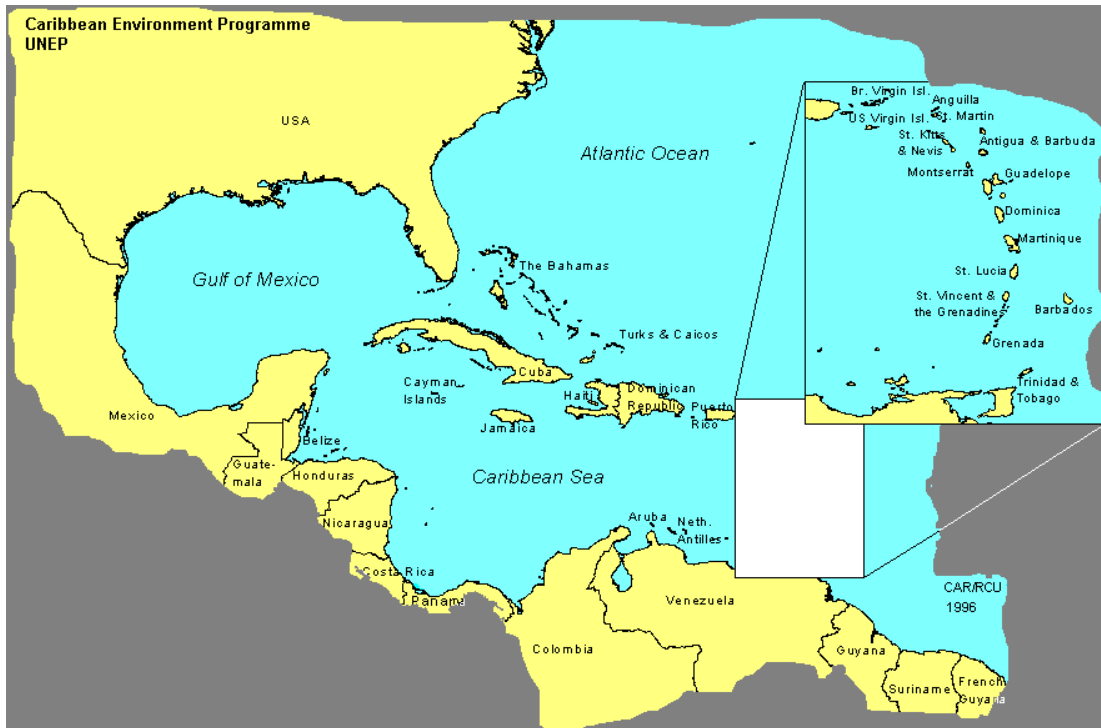 Caribbean Environment Programme
UNEP
USA
Atlantic Ocean
Gulf of Mexico
The Bahamas
Turks & Caicos
Cuba
Cayman
Islands
Haiti
Dominican
Republic
Puerto
Rico
Jamaica
Mexico
Belize
Guate-
mala
Honduras
Caribbean Sea
Nicaragua
Aruba
Neth.
Antilles
Costa Rica
Panama
Venezuela
Colombia
Guyana
Suriname
French
Guyana
CAR/RCU
1996
Br. Virgin Isl.
Anguilla
US Virgin Isl.
St. Martin
St. Kitts
& Nevis
Antigua & Barbuda
Montserrat
Guadelope
Dominica
Martinique
St. Lucia
St. Vincent &
the Grenadines
Barbados
Grenada
Trinidad &
Tobago